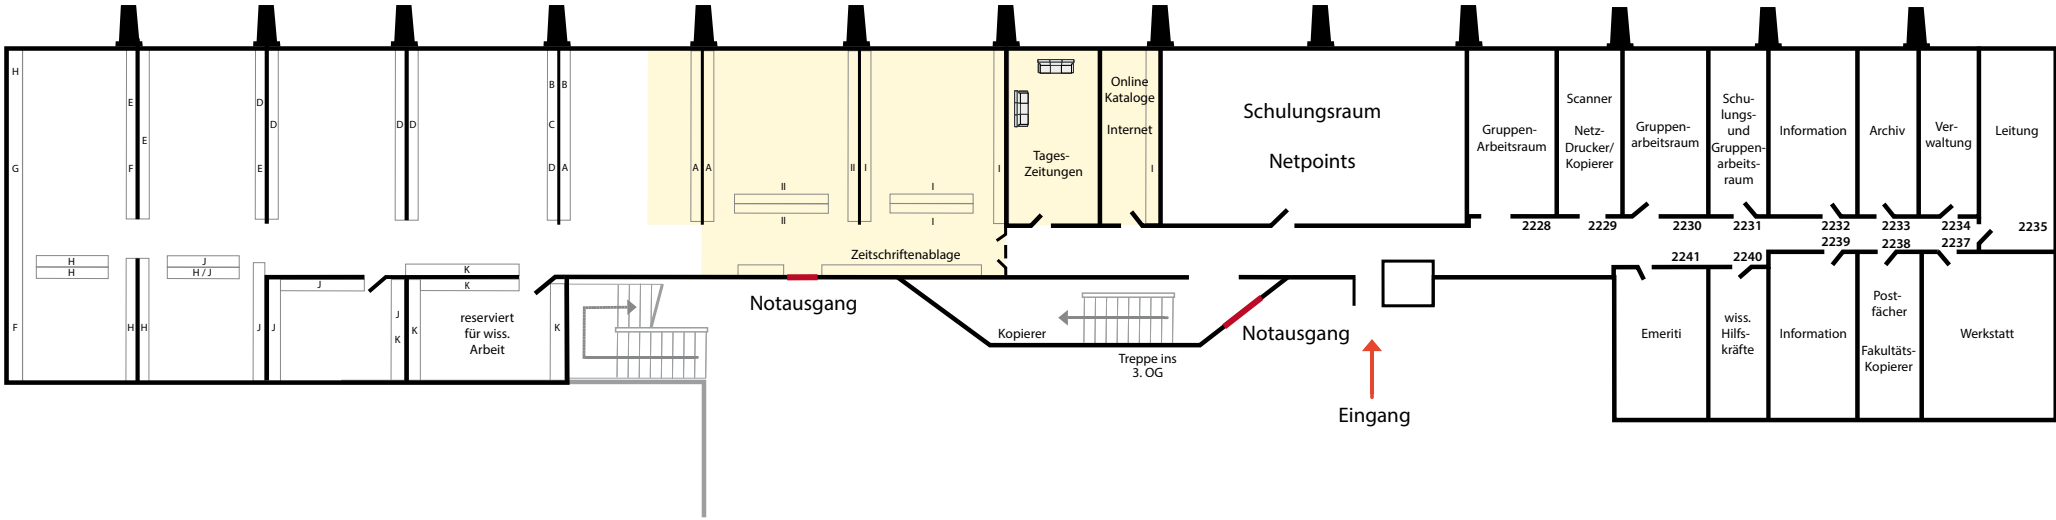 H
G
F
E
F
E
D
E
D
D
D
B
C
D
B
A
A
A
II
II
II
I
I
I
I
Tages-
Zeitungen
Online
Kataloge
Internet
I
Schulungsraum
Netpoints
Gruppen-
Arbeitsraum
Scanner
Netz-
Drucker/
Kopierer
Gruppen-
arbeitsraum
Schu-
lungs-
und
Gruppen-
arbeits-
raum
Information
Archiv
Ver-
waltung
Leitung
2228
2229
2230
2231
2232
2233
2234
2235
2239
2238
2237
2241
2240
Zeitschriftenablage
H
H
J
H / J
K
K
J
H
H
J
J
J
K
K
reserviert
für wiss.
Arbeit
K
Notausgang
Kopierer
Treppe ins
3. OG
Notausgang
Eingang
Emeriti
wiss.
Hilfs-
kräfte
Information
Post-
fächer
Fakultäts-
Kopierer
Werkstatt